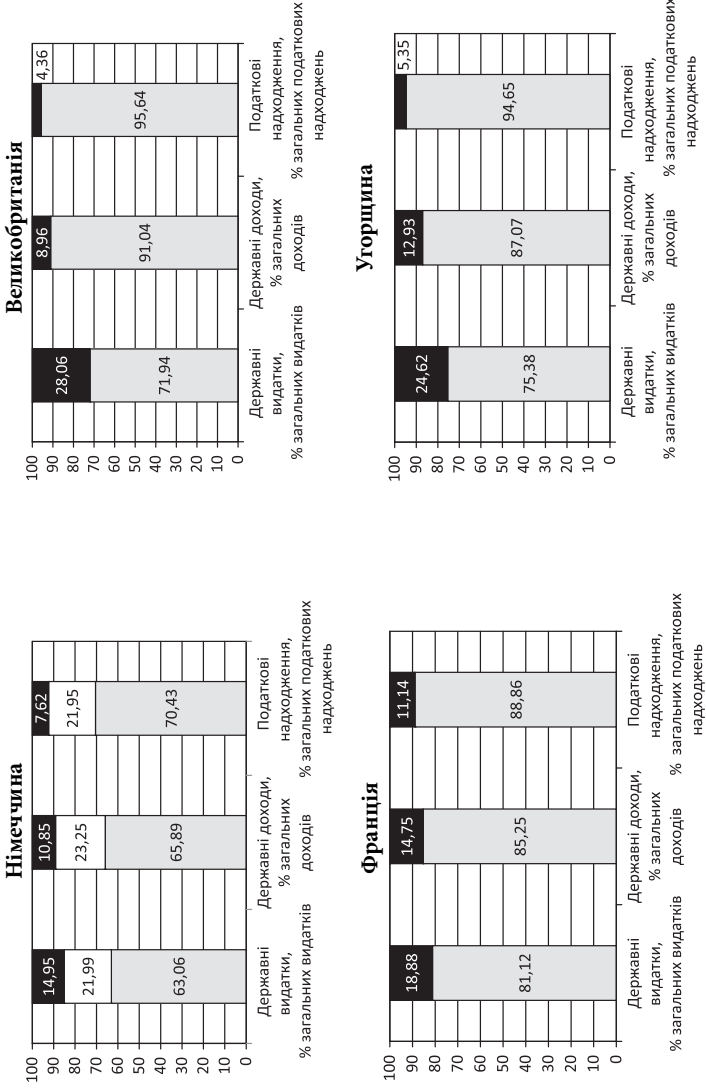 Німеччина
100
90
80
70
60
50
40
30
20
10
0
14,95
21,99
63,06
10,85
23,25
65,89
7,62
21,95
70,43
Державні
видатки,
% загальних видатків
Державні доходи,
% загальних
доходів
Податкові
надходження,
% загальних податкових
надходжень
Великобританія
100
90
80
70
60
50
40
30
20
10
0
28,06
71,94
8,96
91,04
4,36
95,64
Державні
видатки,
% загальних видатків
Державні доходи,
% загальних
доходів
Податкові
надходження,
% загальних податкових
надходжень
Франція
100
90
80
70
60
50
40
30
20
10
0
18,88
81,12
14,75
85,25
11,14
88,86
Державні
видатки,
% загальних видатків
Державні доходи,
% загальних
доходів
Податкові
надходження,
% загальних податкових
надходжень
Угорщина
100
90
80
70
60
50
40
30
20
10
0
24,62
75,38
12,93
87,07
5,35
94,65
Державні
видатки,
% загальних видатків
Державні доходи,
% загальних
доходів
Податкові
надходження,
% загальних податкових
надходжень